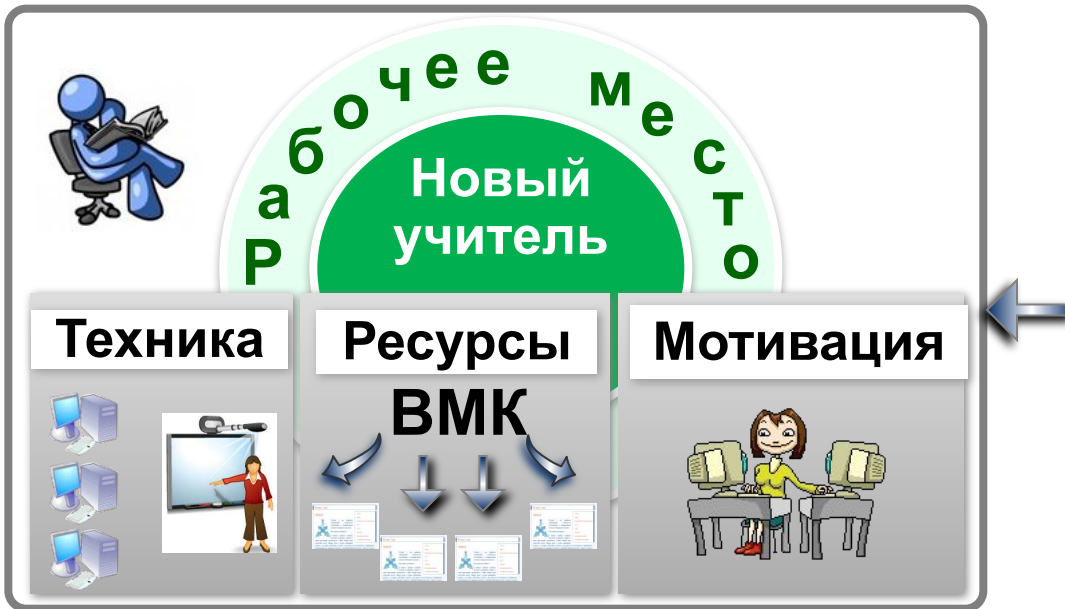 Рабочее место
Новый
учитель
Техника
Ресурсы
Мотивация
ВМК